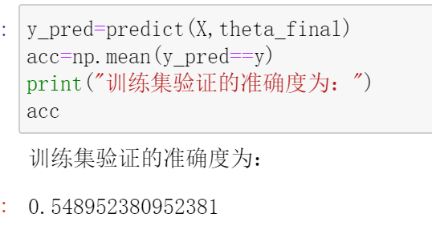 : y_pred=predict(X,theta_final)
acc=np.mean(y_pred==y)
print("训练集验证的准确度为：")
acc
训练集验证的准确度为：
: 0.548952380952381